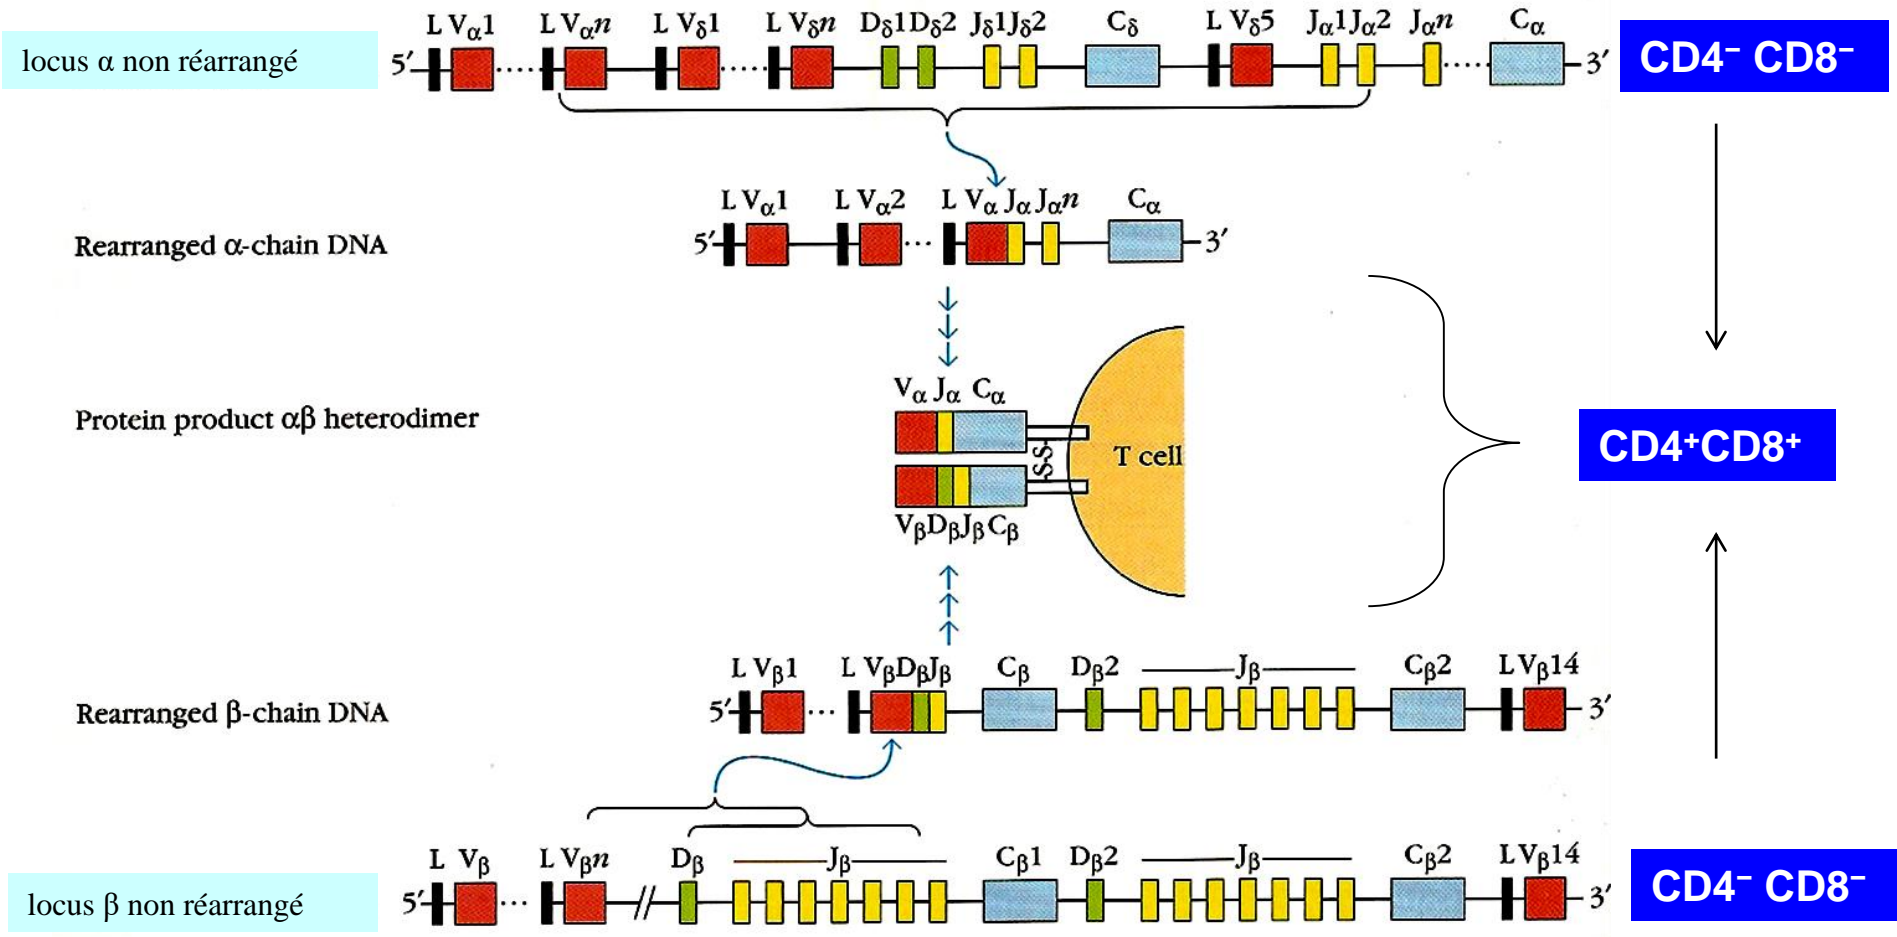 L Vα1 L Vαn L Vδ1 L Vδn Dδ1 Dδ2 Jδ1 Jδ2 Cδ L Vδ5 Jα1 Jα2 Jαn Cα
locus α non réarrangé 5′ 3′ CD4⁻ CD8⁻
L Vα1 L Vα2 L Vα Jα Jαn Cα
Rearranged α-chain DNA 5′ ... 3′
Vα Jα Cα
Protein product αβ heterodimer
-S-S- T cell CD4⁺CD8⁺
VβDβJβCβ
L Vβ1 L VβDβJβ Cβ Dβ2 Jβ Cβ2 L Vβ14
Rearranged β-chain DNA 5′ ... 3′
L Vβ L Vβn Dβ Jβ Cβ1 Dβ2 Jβ Cβ2 L Vβ14
locus β non réarrangé 5′ ... // 3′ CD4⁻ CD8⁻